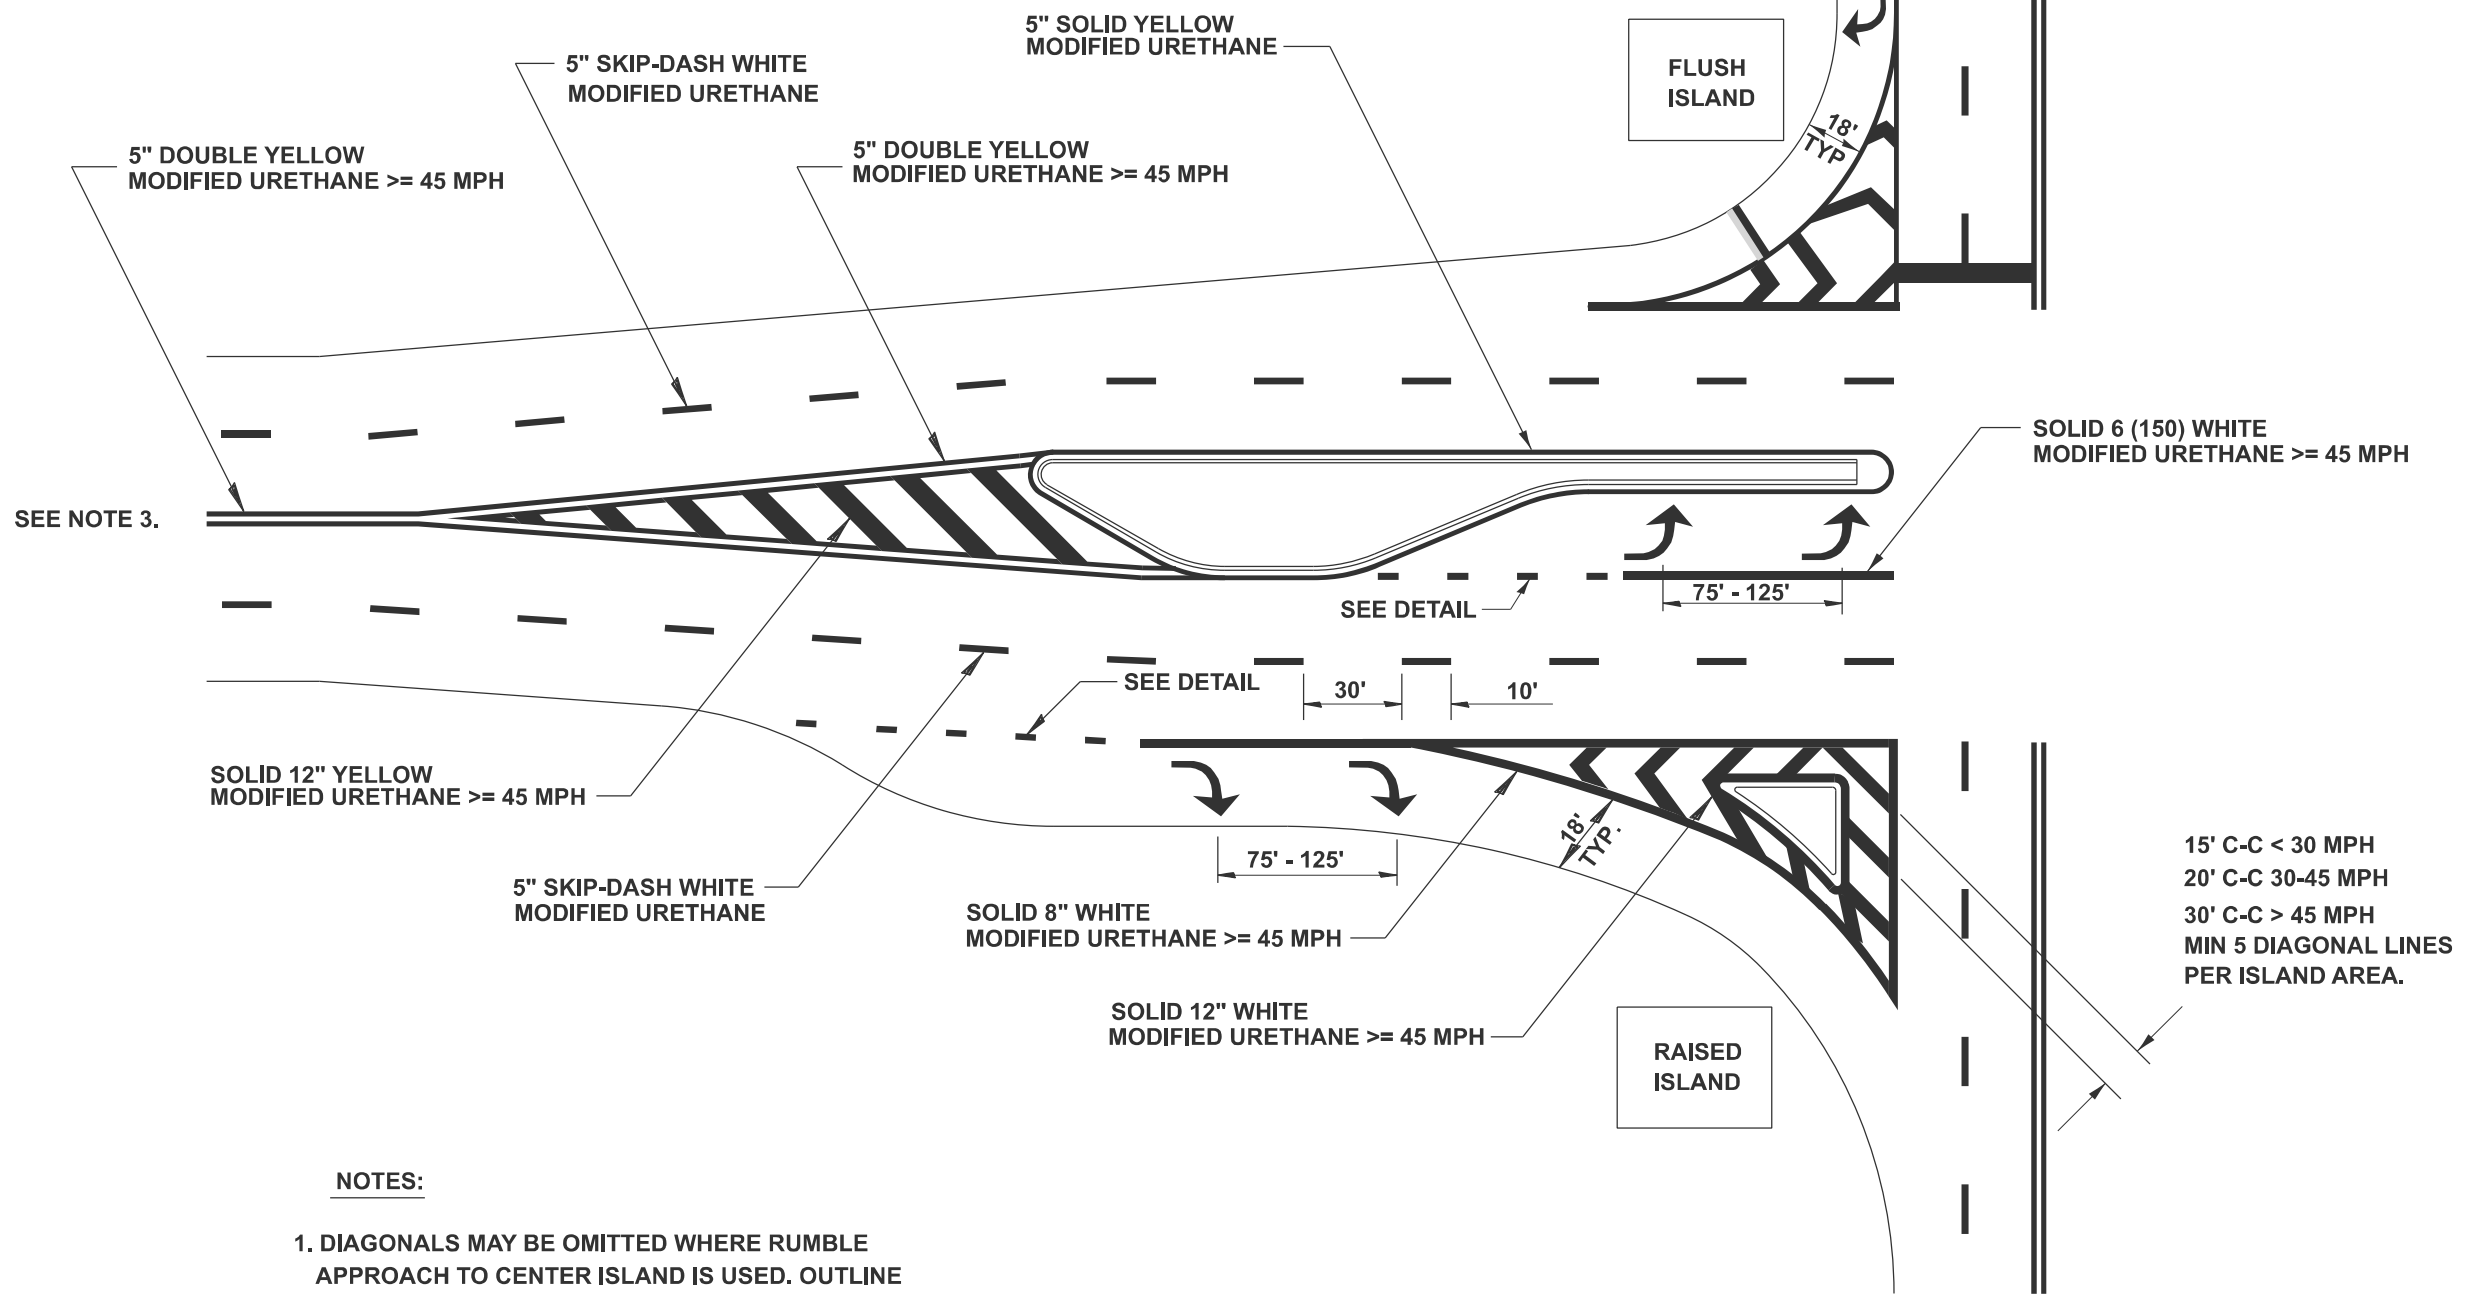 5" SOLID YELLOW
MODIFIED URETHANE
5" SKIP-DASH WHITE
MODIFIED URETHANE
FLUSH
ISLAND
18'
TYP
5" DOUBLE YELLOW
MODIFIED URETHANE >= 45 MPH
5" DOUBLE YELLOW
MODIFIED URETHANE >= 45 MPH
SOLID 6 (150) WHITE
MODIFIED URETHANE >= 45 MPH
SEE NOTE 3.
75' - 125'
SEE DETAIL
SEE DETAIL
30'
10'
SOLID 12" YELLOW
MODIFIED URETHANE >= 45 MPH
18'
TYP.
75' - 125'
5" SKIP-DASH WHITE
MODIFIED URETHANE
SOLID 8" WHITE
MODIFIED URETHANE >= 45 MPH
15' C-C < 30 MPH
20' C-C 30-45 MPH
30' C-C > 45 MPH
MIN 5 DIAGONAL LINES
PER ISLAND AREA.
SOLID 12" WHITE
MODIFIED URETHANE >= 45 MPH
RAISED
ISLAND
NOTES:
1. DIAGONALS MAY BE OMITTED WHERE RUMBLE
APPROACH TO CENTER ISLAND IS USED. OUTLINE